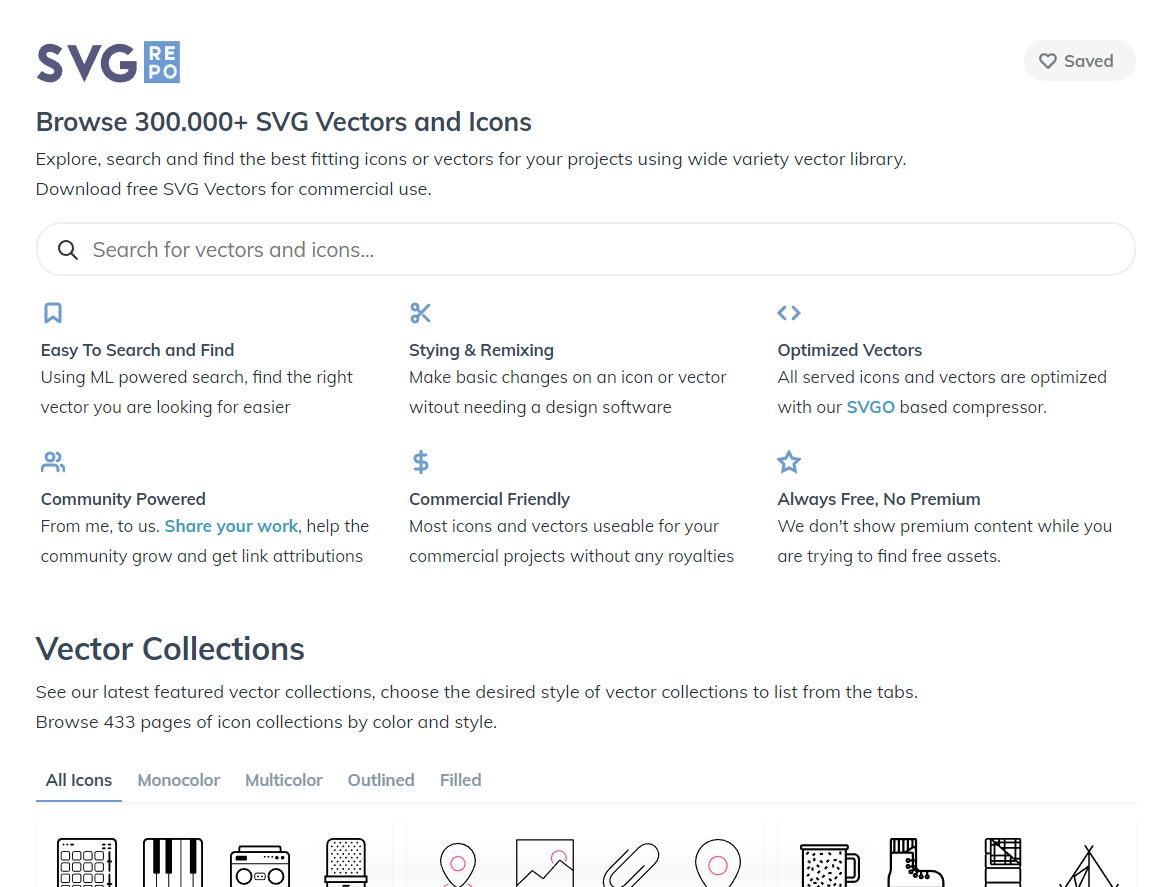 SVG REPO
Saved
Browse 300.000+ SVG Vectors and Icons
Explore, search and find the best fitting icons or vectors for your projects using wide variety vector library.
Download free SVG Vectors for commercial use.
Search for vectors and icons...
Easy To Search and Find
Using ML powered search, find the right
vector you are looking for easier
Stying & Remixing
Make basic changes on an icon or vector
witout needing a design software
Optimized Vectors
All served icons and vectors are optimized
with our SVGO based compressor.
Community Powered
From me, to us. Share your work, help the
community grow and get link attributions
Commercial Friendly
Most icons and vectors useable for your
commercial projects without any royalties
Always Free, No Premium
We don't show premium content while you
are trying to find free assets.
Vector Collections
See our latest featured vector collections, choose the desired style of vector collections to list from the tabs.
Browse 433 pages of icon collections by color and style.
All Icons Monocolor Multicolor Outlined Filled